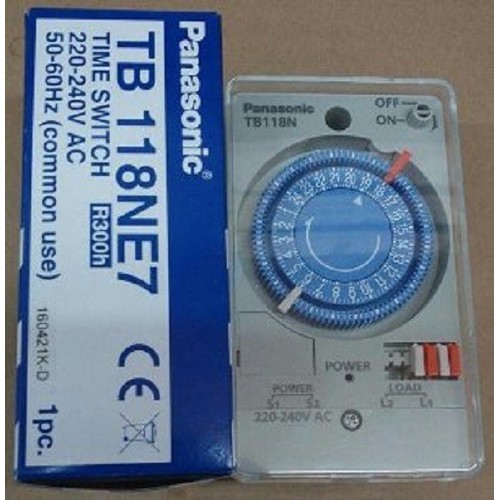 Panasonic®
TB 118NE7
TIME SWITCH
R300h
220-240V AC
50-60Hz (common use)
160421K-D
CE
1pc.
Panasonic
TB118N
OFF
ON
POWER
POWER
S1 S2
220-240V AC
LOAD
L2 L1